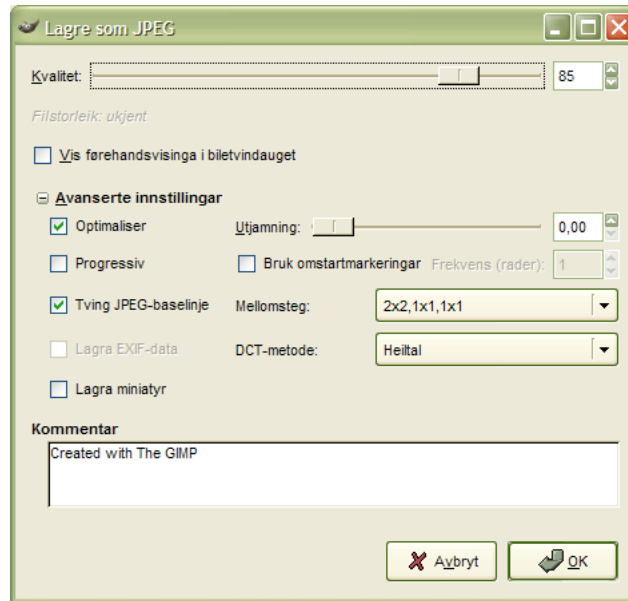 Lagre som JPEG
Kvalitet: 85
Filstorleik: ukjent
Vis førehandsvisinga i biletvindauget
Avanserte innstillingar
Optimaliser Utjamning: 0,00
Progressiv Bruk omstartmarkeringar Frekvens (rader): 1
Tving JPEG-baselinje Mellomsteg: 2x2,1x1,1x1
Lagra EXIF-data DCT-metode: Heiltal
Lagra miniatyr
Kommentar
Created with The GIMP
Avbryt OK